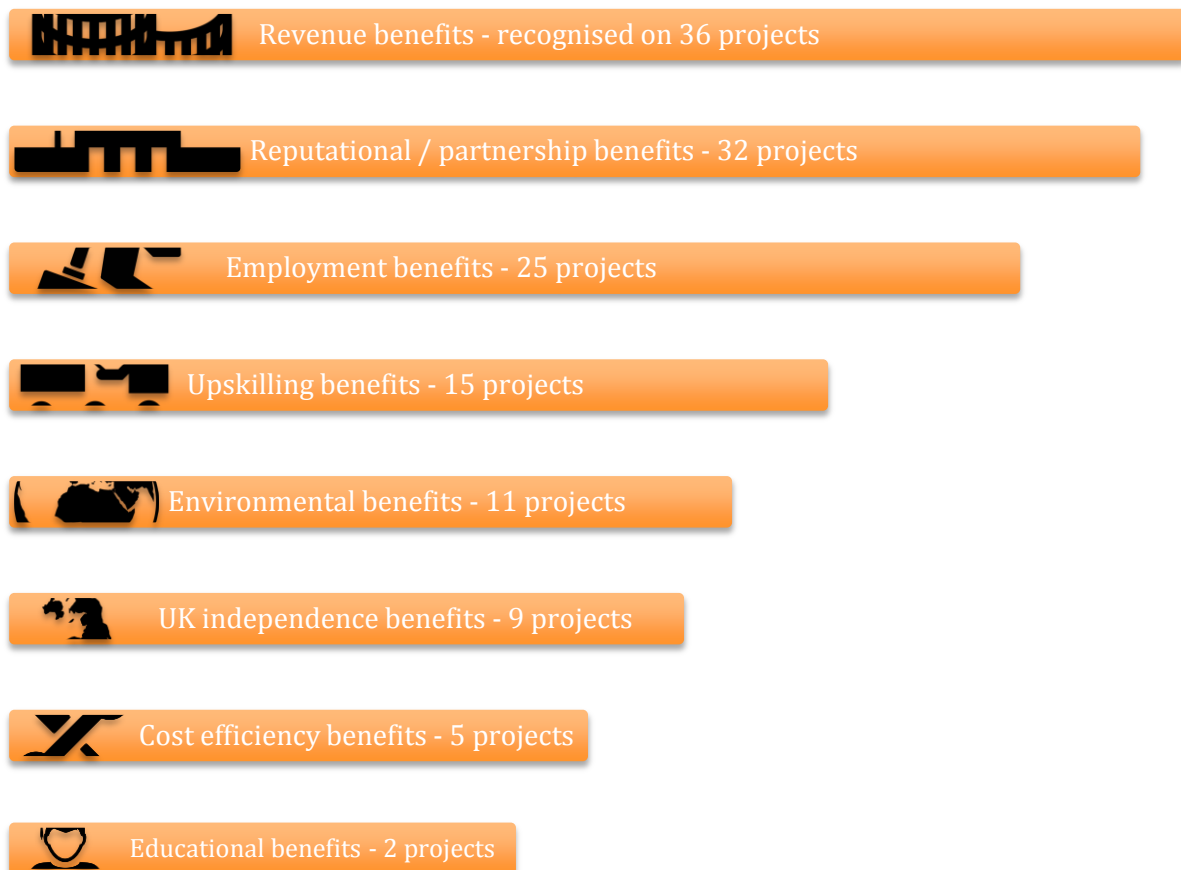 Revenue benefits - recognised on 36 projects
Reputational / partnership benefits - 32 projects
Employment benefits - 25 projects
Upskilling benefits - 15 projects
Environmental benefits - 11 projects
UK independence benefits - 9 projects
Cost efficiency benefits - 5 projects
Educational benefits - 2 projects